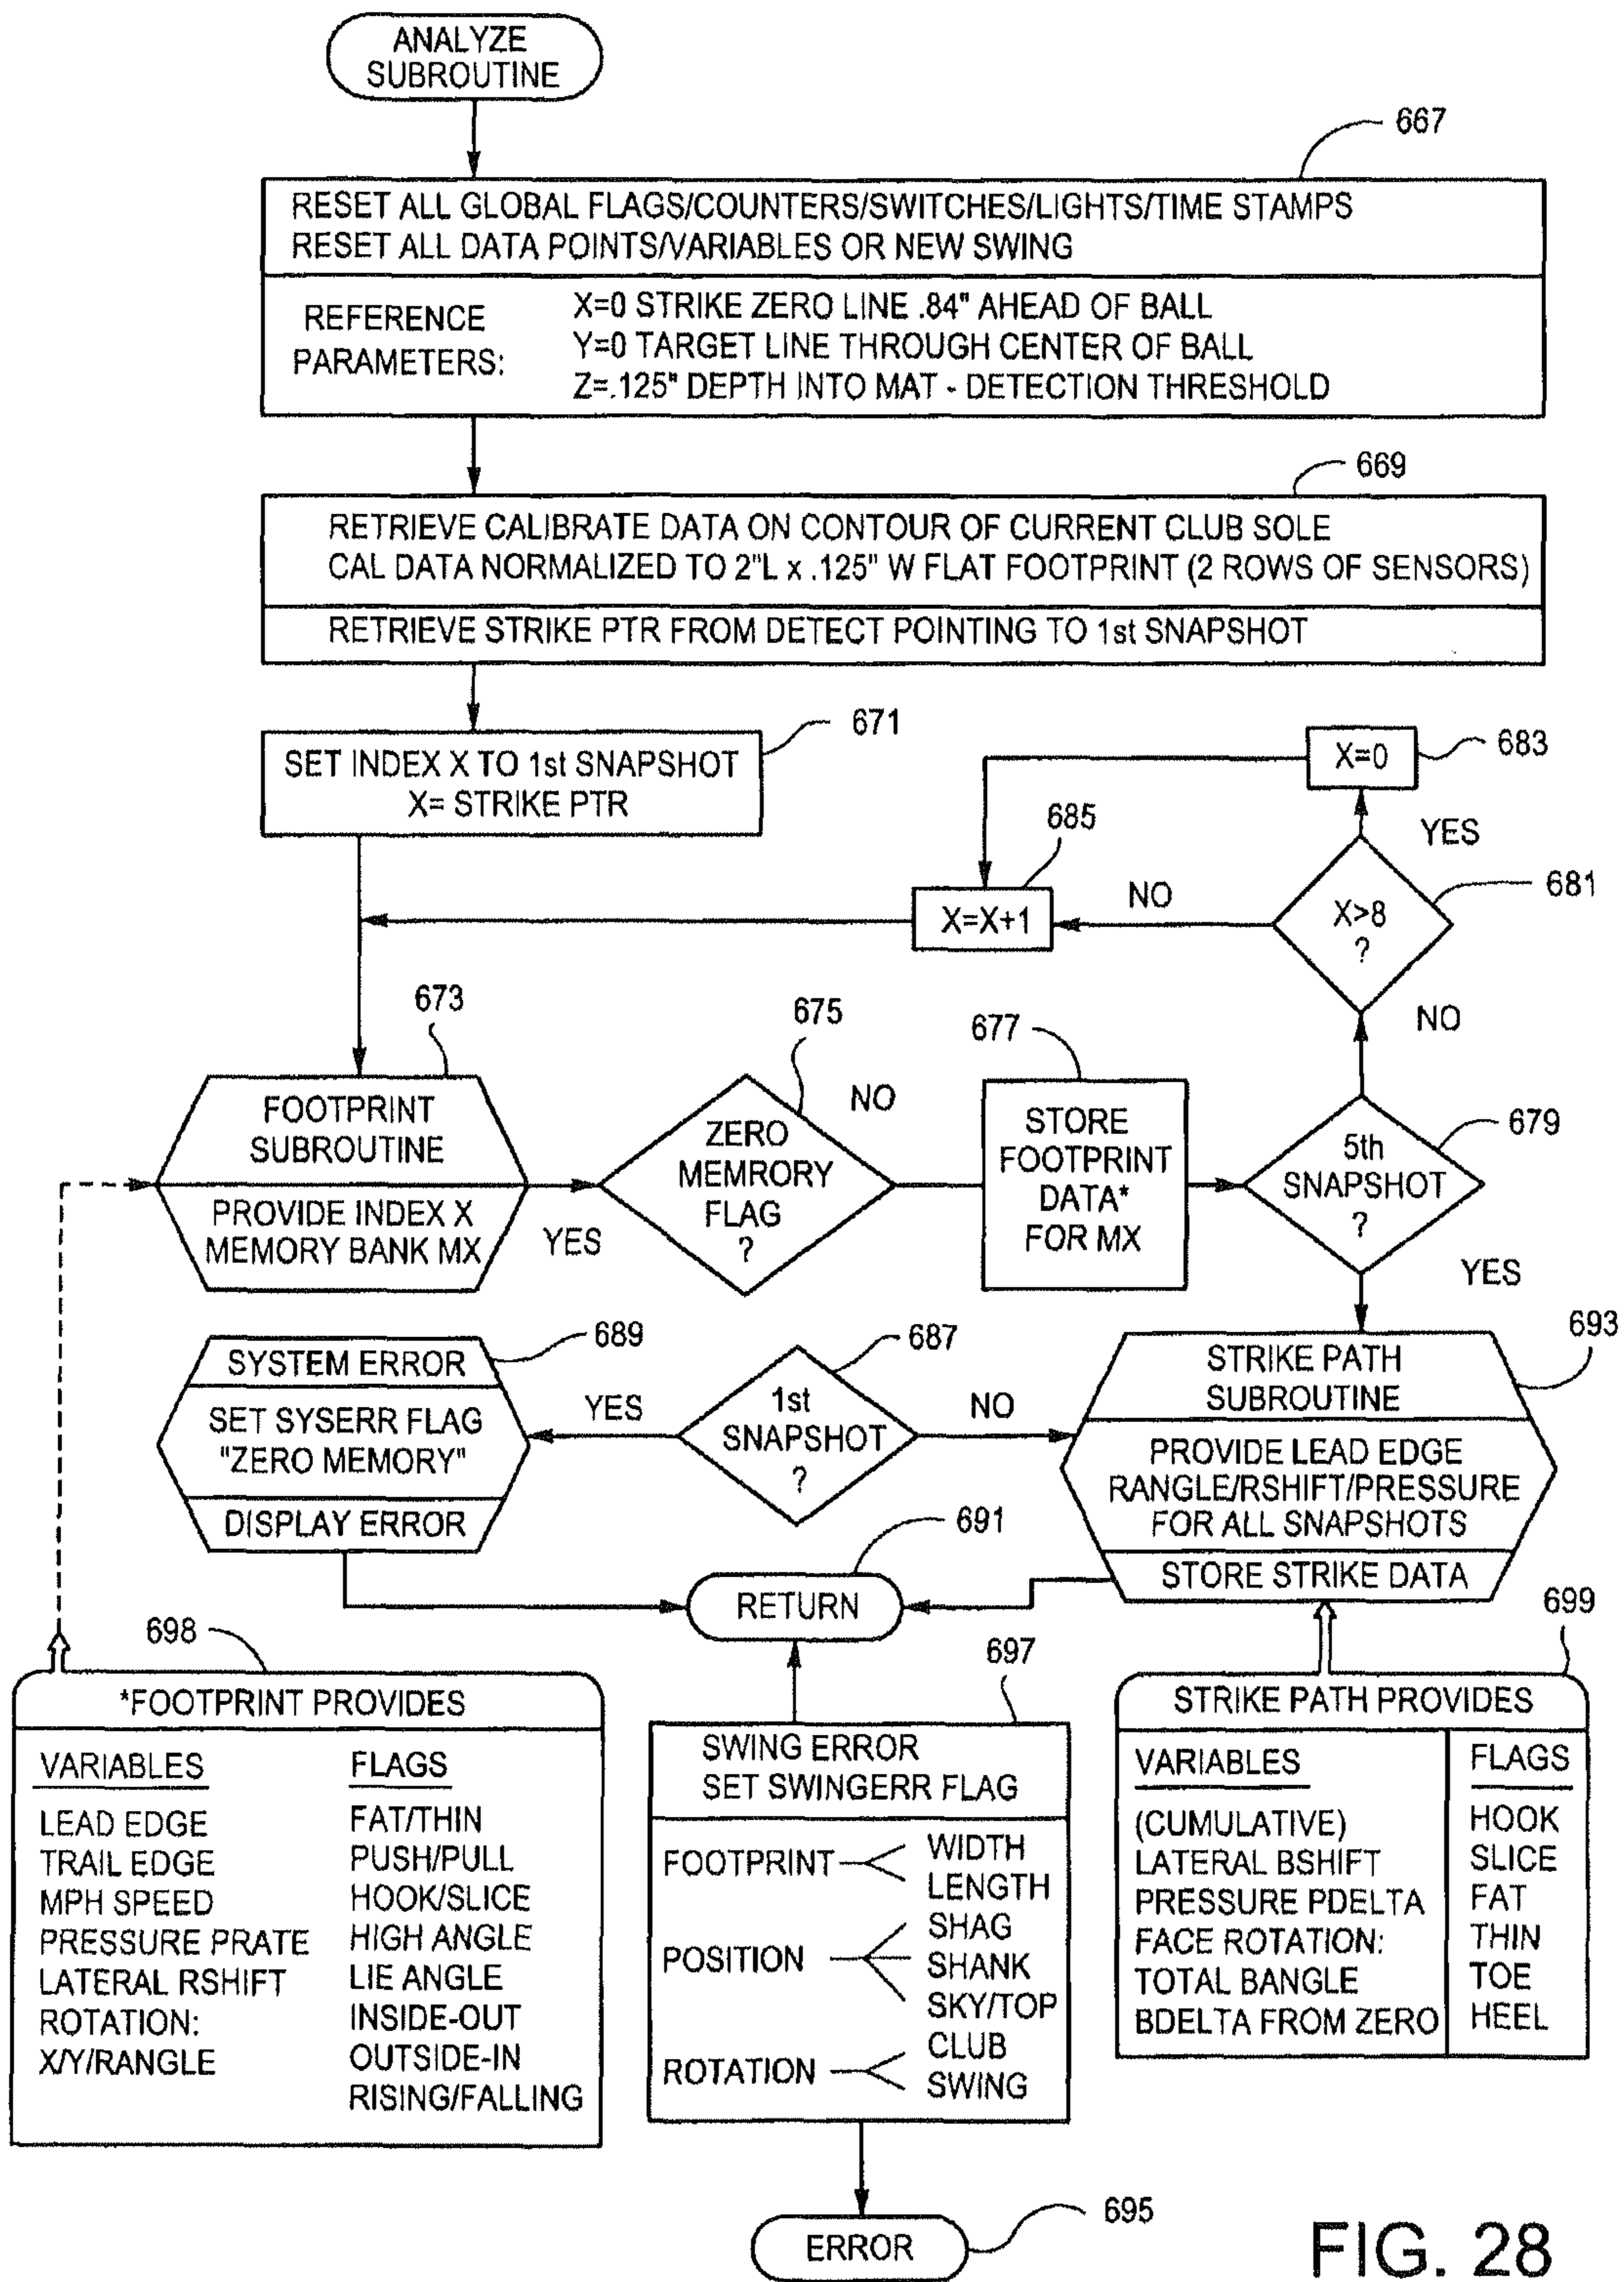 ANALYZE
SUBROUTINE
667
RESET ALL GLOBAL FLAGS/COUNTERS/SWITCHES/LIGHTS/TIME STAMPS
RESET ALL DATA POINTS/VARIABLES OR NEW SWING
REFERENCE
PARAMETERS:
X=0 STRIKE ZERO LINE .84" AHEAD OF BALL
Y=0 TARGET LINE THROUGH CENTER OF BALL
Z=.125" DEPTH INTO MAT - DETECTION THRESHOLD
669
RETRIEVE CALIBRATE DATA ON CONTOUR OF CURRENT CLUB SOLE
CAL DATA NORMALIZED TO 2"L x .125" W FLAT FOOTPRINT (2 ROWS OF SENSORS)
RETRIEVE STRIKE PTR FROM DETECT POINTING TO 1st SNAPSHOT
671
SET INDEX X TO 1st SNAPSHOT
X= STRIKE PTR
X=0
683
YES
685
X=X+1
NO
X>8
?
681
NO
673
FOOTPRINT
SUBROUTINE
PROVIDE INDEX X
MEMORY BANK MX
YES
675
ZERO
MEMRORY
FLAG
?
NO
677
STORE
FOOTPRINT
DATA*
FOR MX
5th
SNAPSHOT
?
679
YES
689
SYSTEM ERROR
SET SYSERR FLAG
"ZERO MEMORY"
DISPLAY ERROR
YES
687
1st
SNAPSHOT
?
NO
693
STRIKE PATH
SUBROUTINE
PROVIDE LEAD EDGE
RANGLE/RSHIFT/PRESSURE
FOR ALL SNAPSHOTS
STORE STRIKE DATA
691
RETURN
698
*FOOTPRINT PROVIDES
VARIABLES
LEAD EDGE
TRAIL EDGE
MPH SPEED
PRESSURE PRATE
LATERAL RSHIFT
ROTATION:
X/Y/RANGLE
FLAGS
FAT/THIN
PUSH/PULL
HOOK/SLICE
HIGH ANGLE
LIE ANGLE
INSIDE-OUT
OUTSIDE-IN
RISING/FALLING
697
SWING ERROR
SET SWINGERR FLAG
FOOTPRINT
WIDTH
LENGTH
POSITION
SHAG
SHANK
SKY/TOP
ROTATION
CLUB
SWING
699
STRIKE PATH PROVIDES
VARIABLES
(CUMULATIVE)
LATERAL BSHIFT
PRESSURE PDELTA
FACE ROTATION:
TOTAL BANGLE
BDELTA FROM ZERO
FLAGS
HOOK
SLICE
FAT
THIN
TOE
HEEL
ERROR
695
FIG. 28